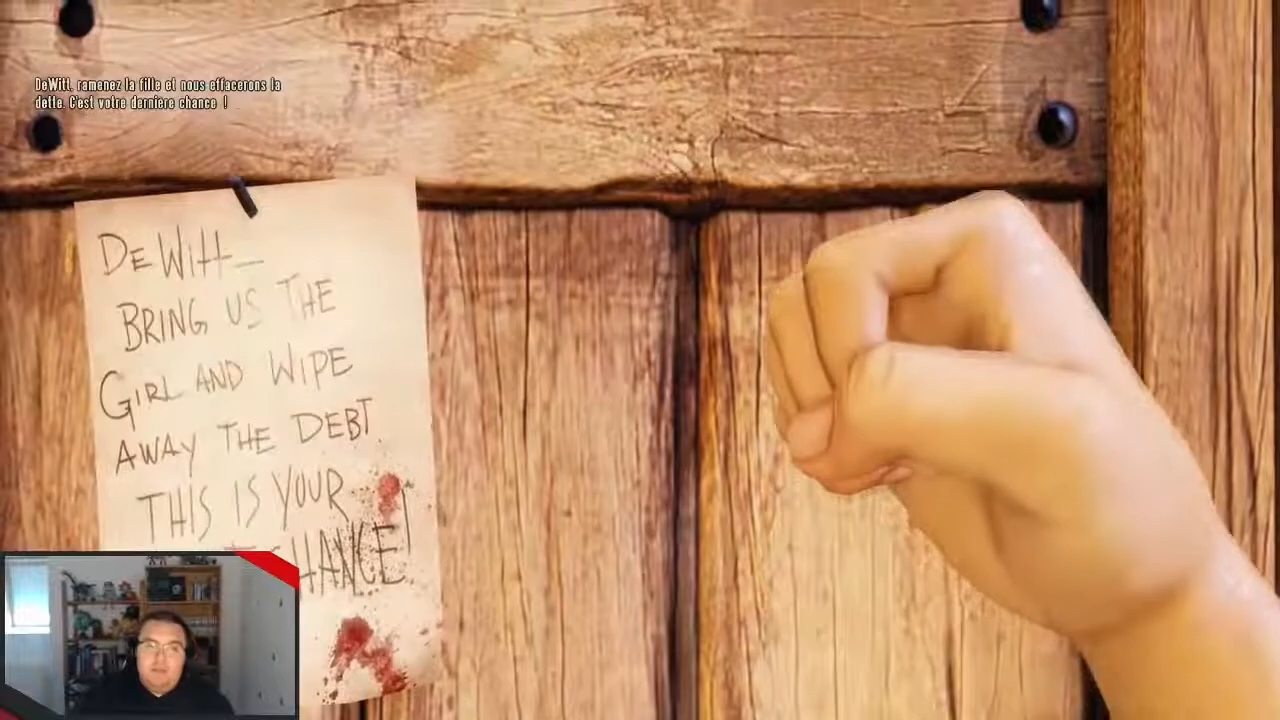 DeWitt, ramenez la fille et nous effacerons la
dette. C'est votre dernière chance !
DEWitt—
BRING US THE
GIRL AND WIPE
AWAY THE DEBT.
THIS IS YOUR
CHANCE!